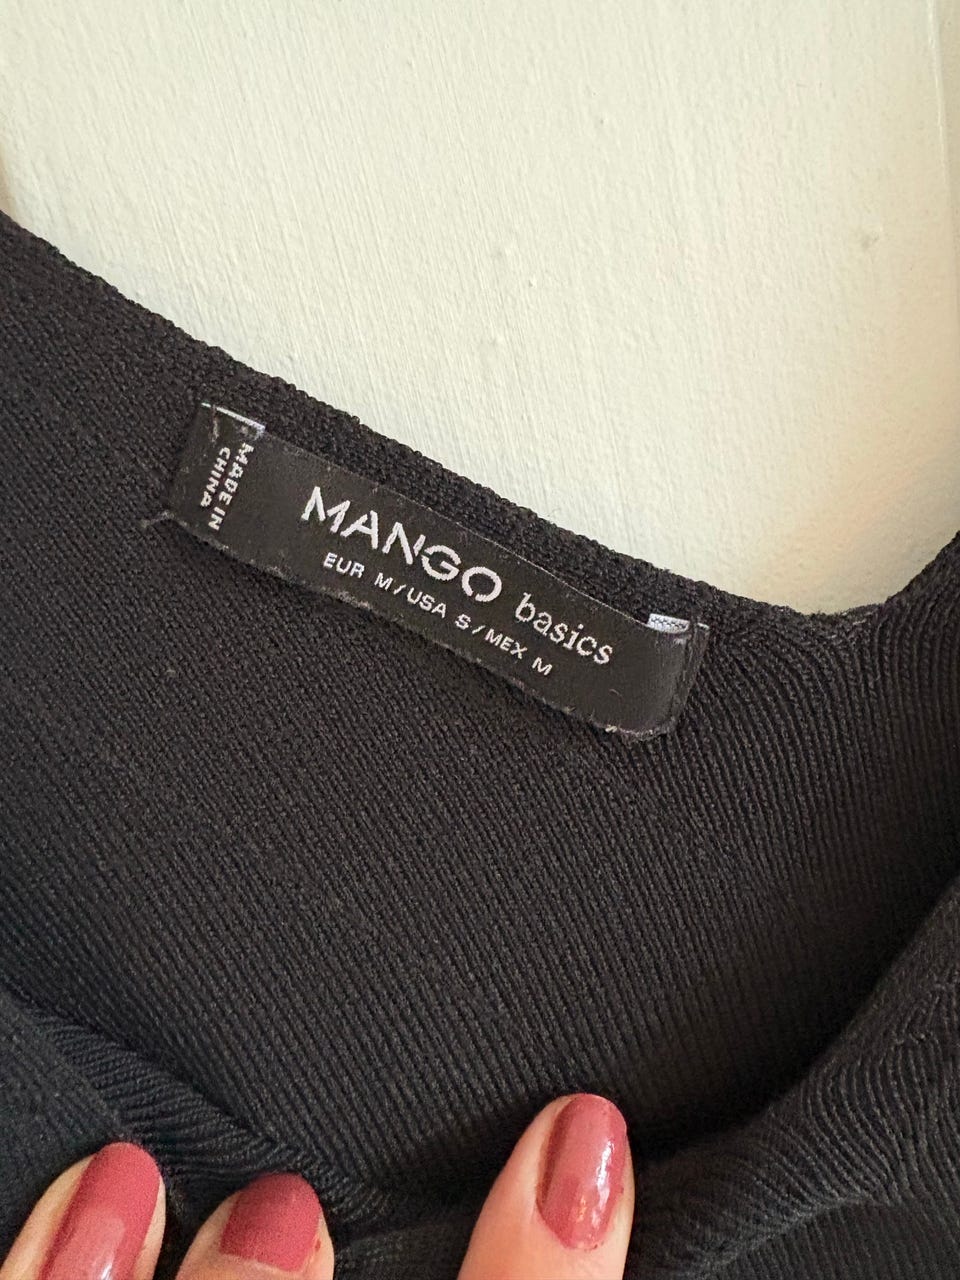 MADE IN
CHINA
MANGO basics
EUR M/USA S/MEX M